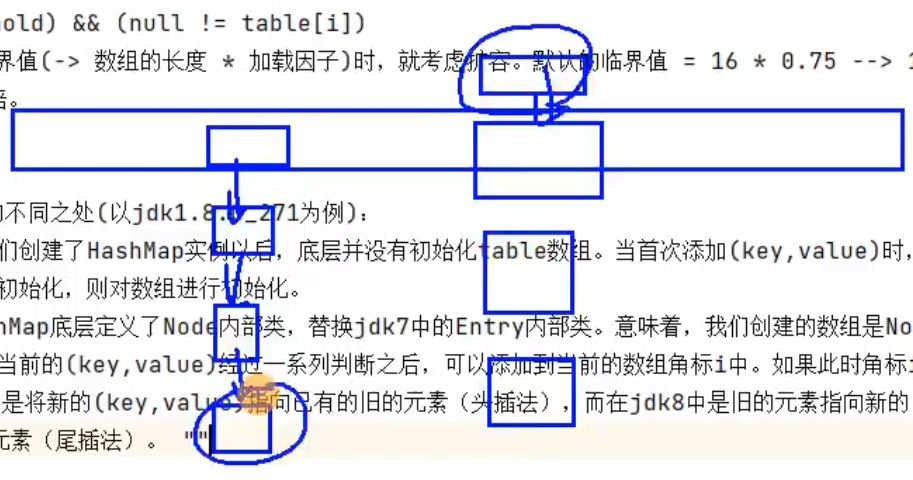 old) && (null != table[i])
界值(-> 数组的长度 * 加载因子)时，就考虑扩容。默认的临界值 = 16 * 0.75 --> 1
倍。
不同之处(以jdk1.8.0_271为例)：
们创建了HashMap实例以后，底层并没有初始化table数组。当首次添加(key,value)时，
初始化，则对数组进行初始化。
hMap底层定义了Node内部类，替换jdk7中的Entry内部类。意味着，我们创建的数组是No
当前的(key,value)经过一系列判断之后，可以添加到当前的数组角标i中。如果此时角标i
是将新的(key,value)指向已有的旧的元素（头插法），而在jdk8中是旧的元素指向新的
元素（尾插法）。 ""